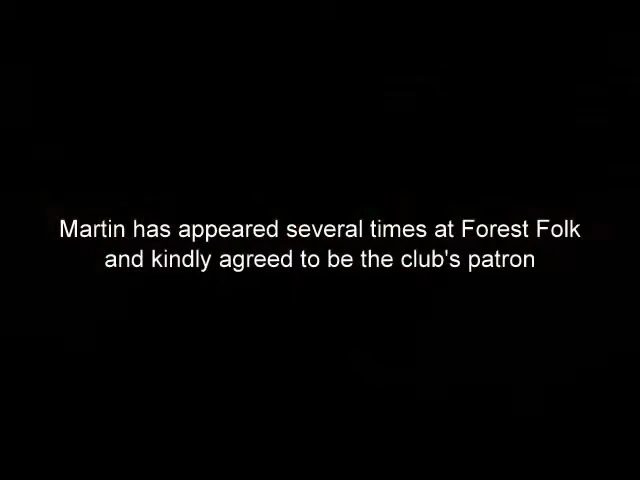 Martin has appeared several times at Forest Folk
and kindly agreed to be the club's patron